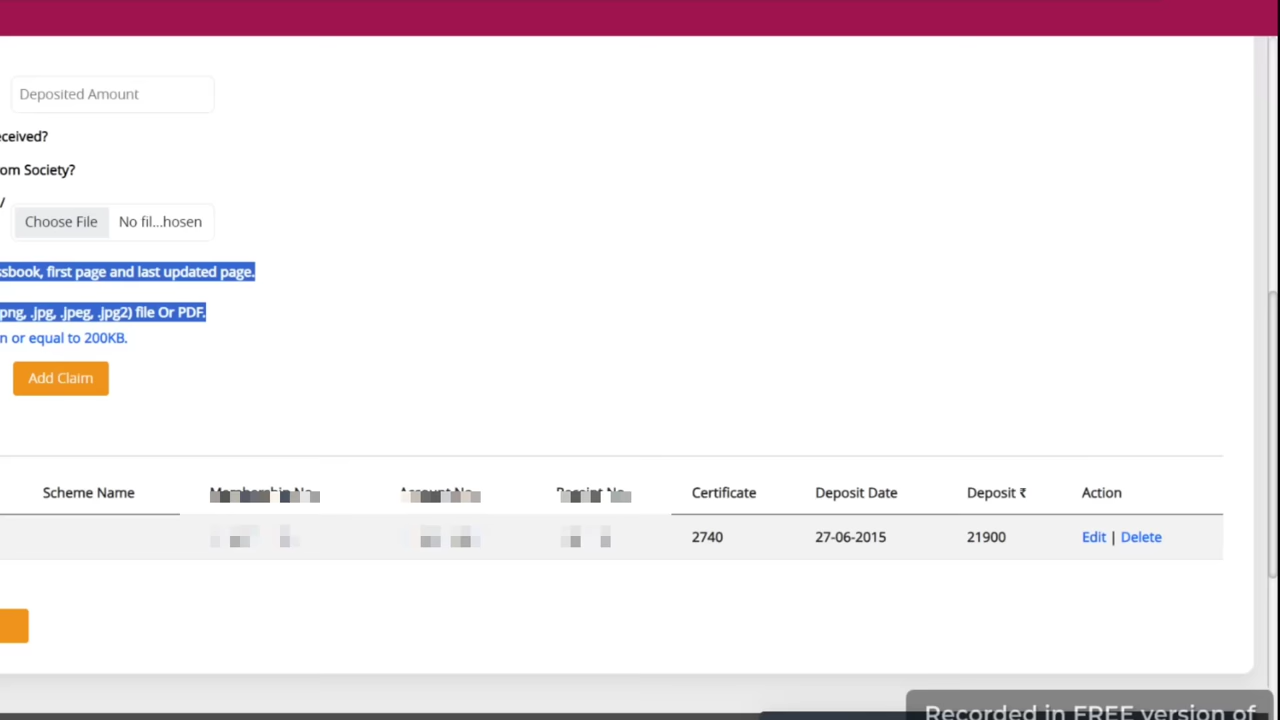 Deposited Amount
eceived?
om Society?
/
Choose File No fil...hosen
ssbook, first page and last updated page.
png, .jpg, .jpeg, .jpg2) file Or PDF.
n or equal to 200KB.
Add Claim
Scheme Name Certificate Deposit Date Deposit ₹ Action
2740 27-06-2015 21900 Edit | Delete
Recorded in FREE version of